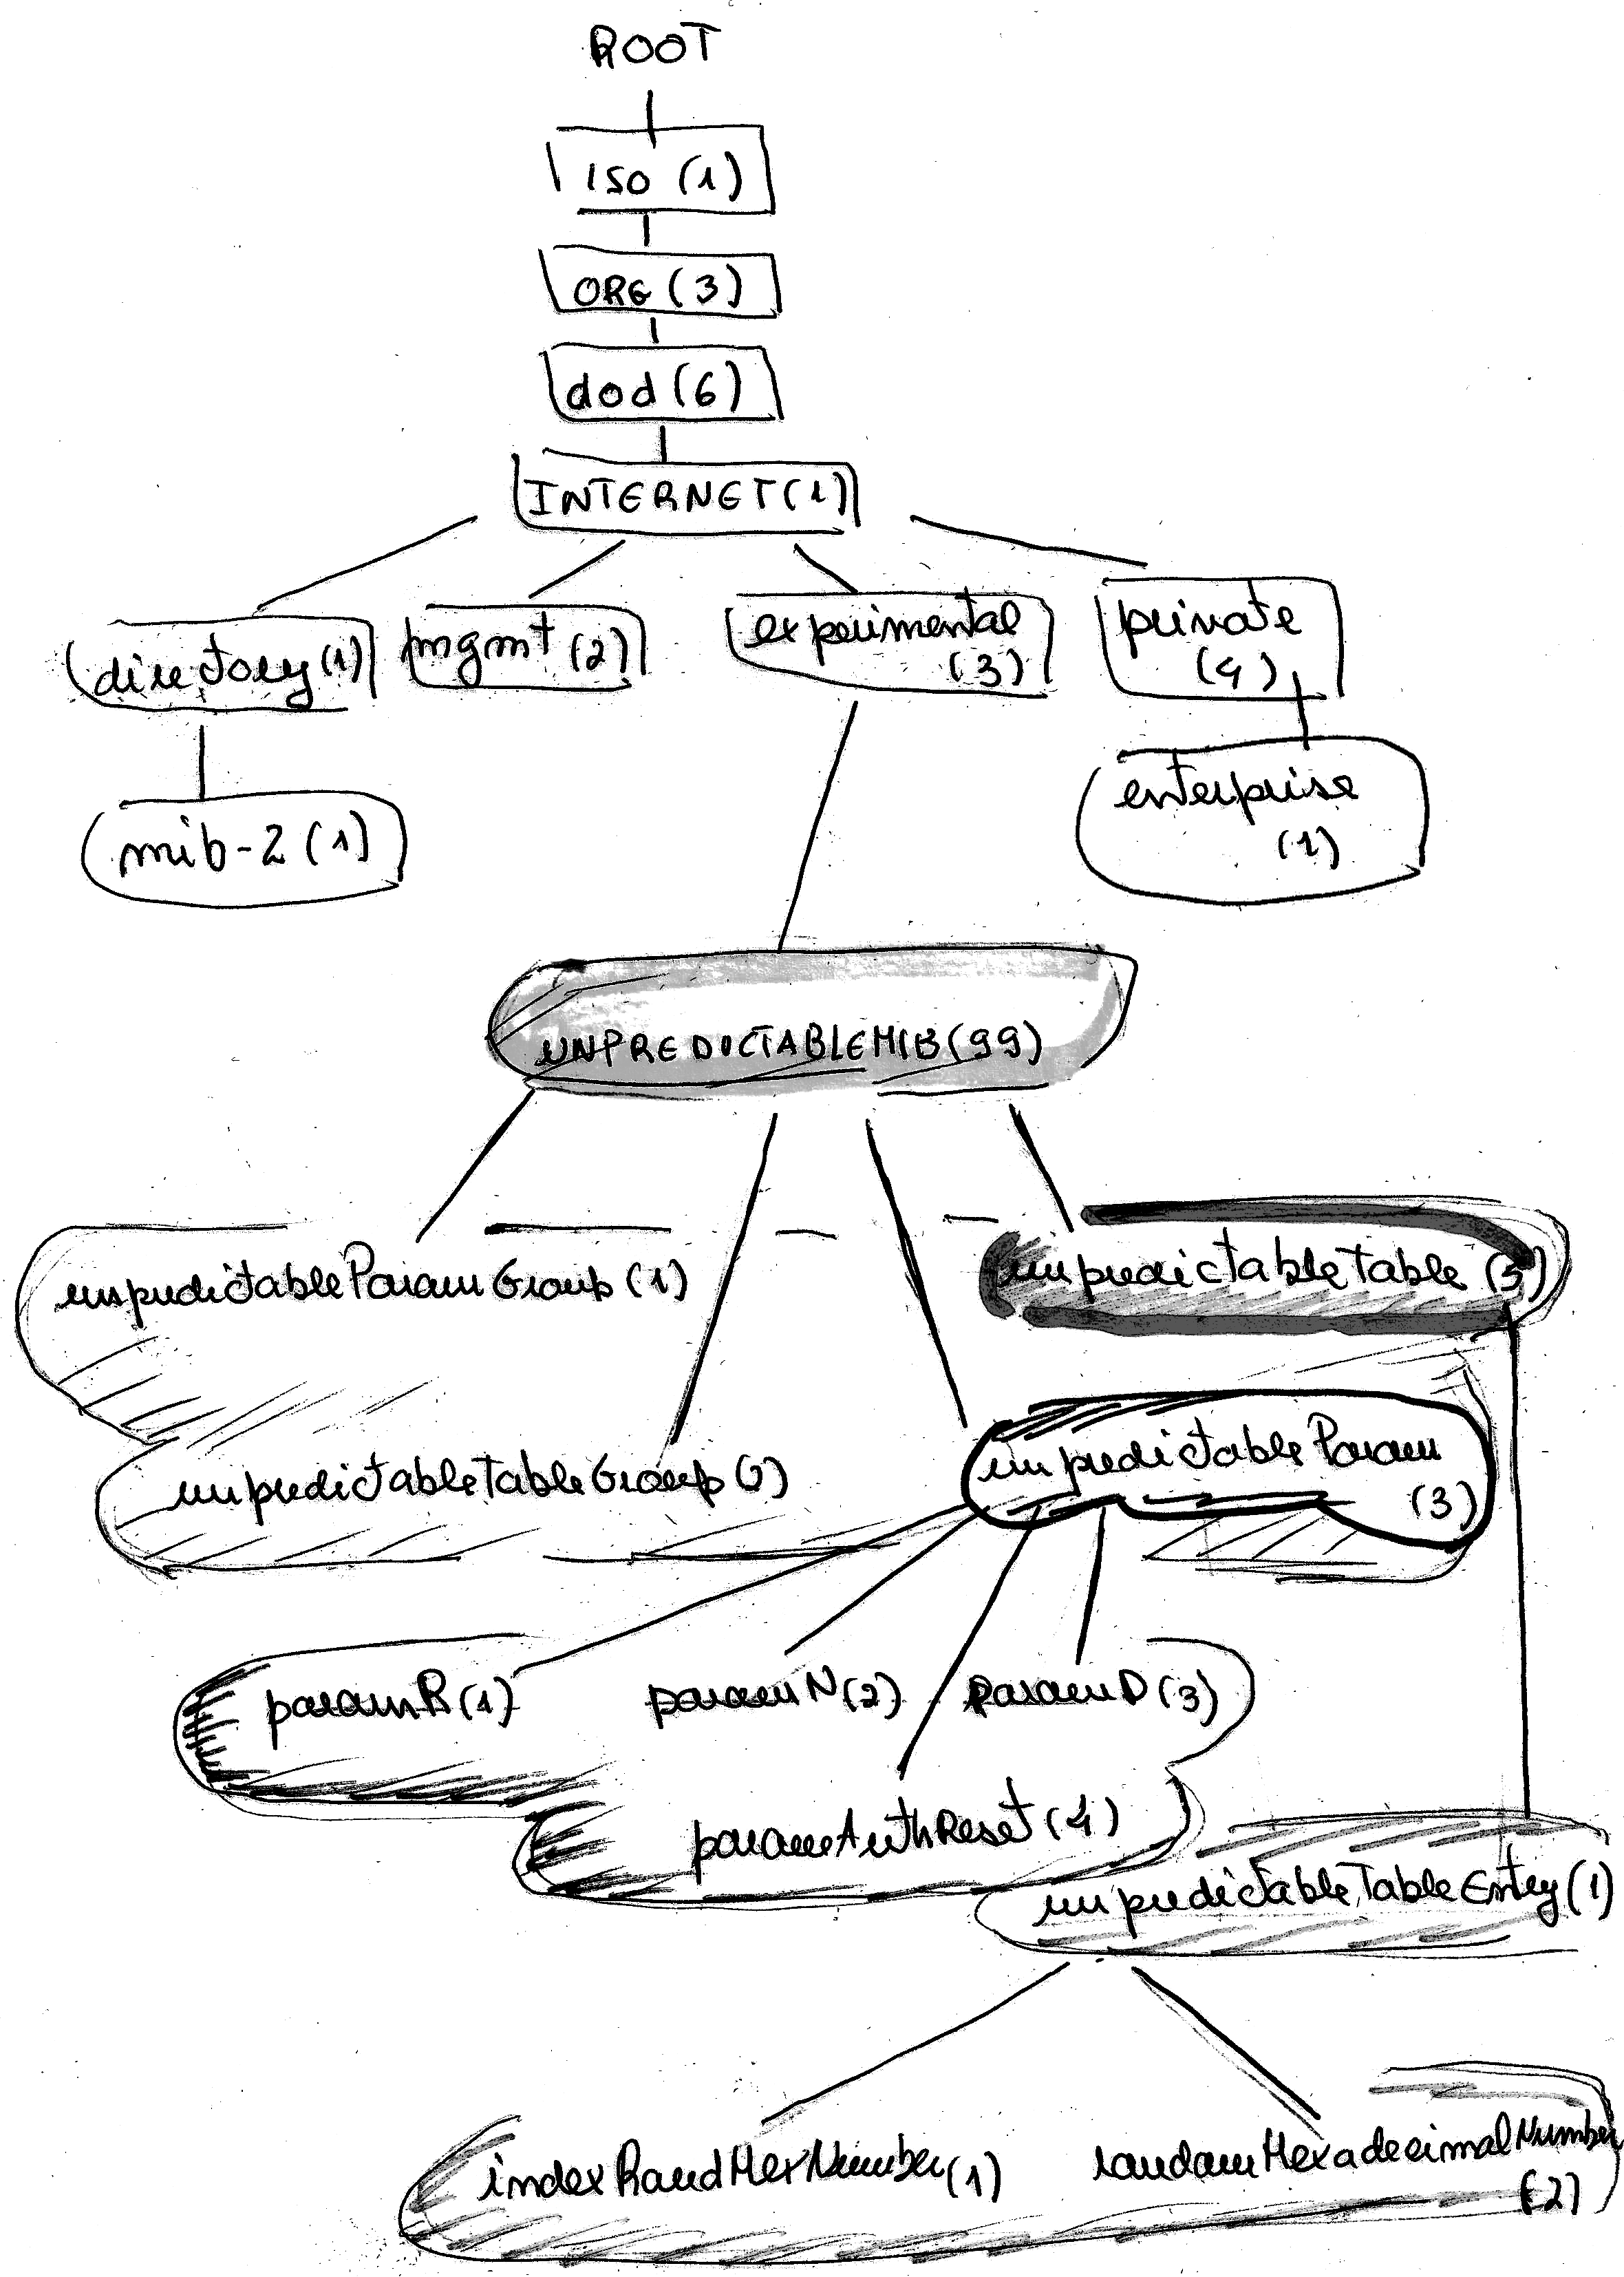 ROOT
ISO (1)
ORG (3)
dod (6)
INTERNET (1)
directory (1) mgmt (2) experimental private
(3) (4)
mib-2 (1) enterprise
(1)
UNPREDICTABLEMIB (99)
unpredictableParamGroup (1) unpredictableTable
unpredictableTableGroup unpredictableParam
(3)
paramR (1) paramN (2) paramD (3)
paramAuthReset (4)
unpredictableTableEntry (1)
indexRandHexNumber (1) randomHexadecimalNumber
(2)